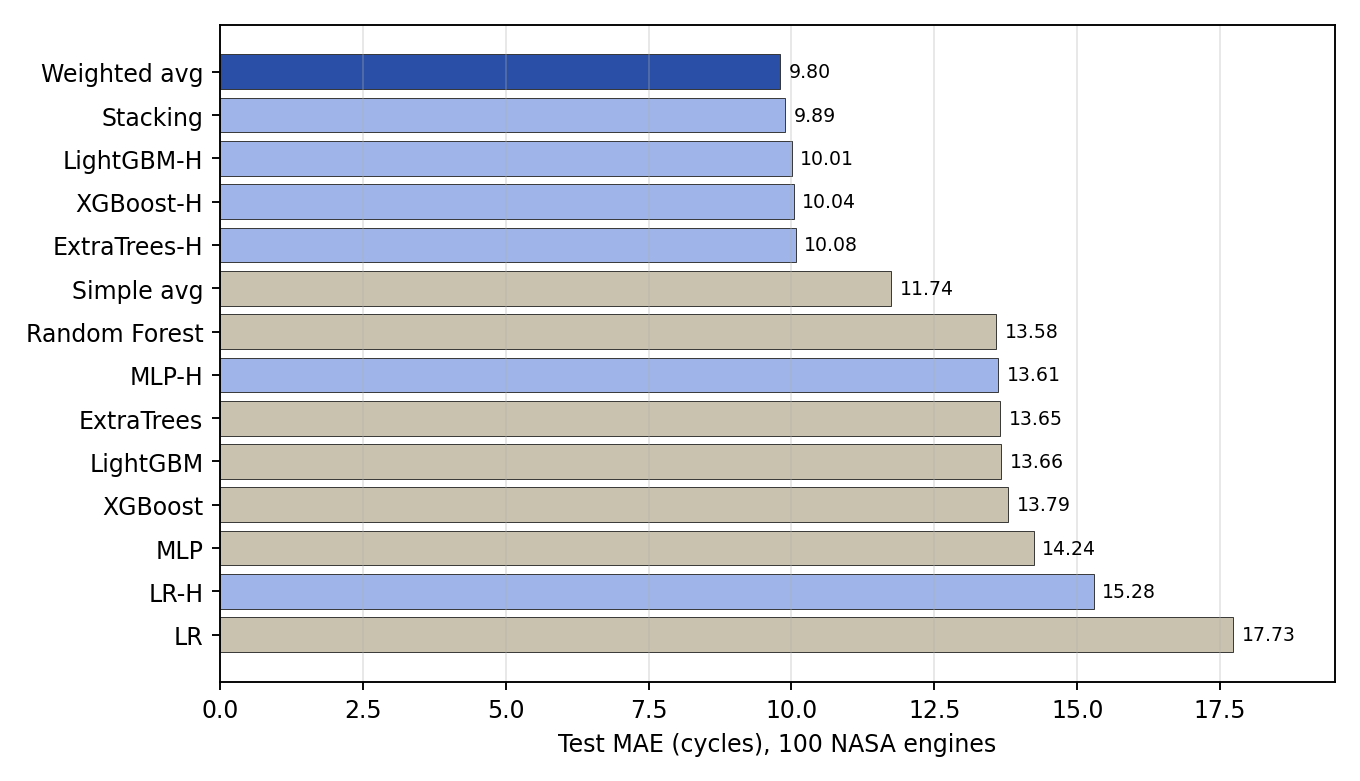 Weighted avg 9.80
Stacking 9.89
LightGBM-H 10.01
XGBoost-H 10.04
ExtraTrees-H 10.08
Simple avg 11.74
Random Forest 13.58
MLP-H 13.61
ExtraTrees 13.65
LightGBM 13.66
XGBoost 13.79
MLP 14.24
LR-H 15.28
LR 17.73
0.0 2.5 5.0 7.5 10.0 12.5 15.0 17.5
Test MAE (cycles), 100 NASA engines